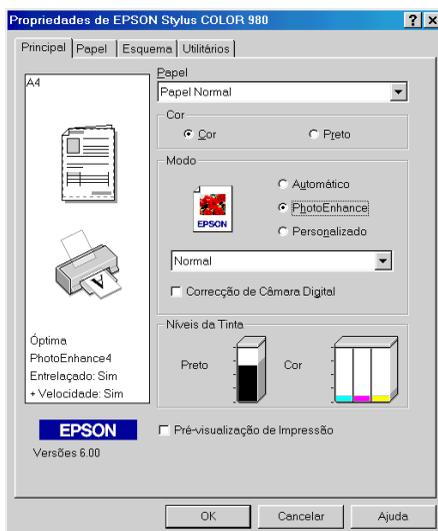 Propriedades de EPSON Stylus COLOR 980
Principal
Papel
Esquema
Utilitários
A4
Óptima
PhotoEnhance4
Entrelaçado: Sim
+ Velocidade: Sim
EPSON
Versões 6.00
Papel
Papel Normal
Cor
Cor
Preto
Modo
EPSON
Automático
PhotoEnhance
Personalizado
Normal
Correcção de Câmara Digital
Níveis da Tinta
Preto
Cor
Pré-visualização de Impressão
OK
Cancelar
Ajuda